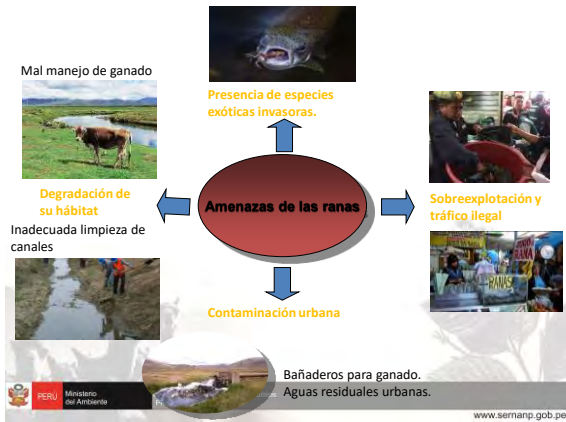 Mal manejo de ganado
Presencia de especies
exóticas invasoras.
Degradación de
su hábitat
Amenazas de las ranas
Sobreexplotación y
tráfico ilegal
Inadecuada limpieza de
canales
RANA
RANAS
Contaminación urbana
Bañaderos para ganado.
Aguas residuales urbanas.
PERÚ
Ministerio
del Ambiente
www.sernanp.gob.pe